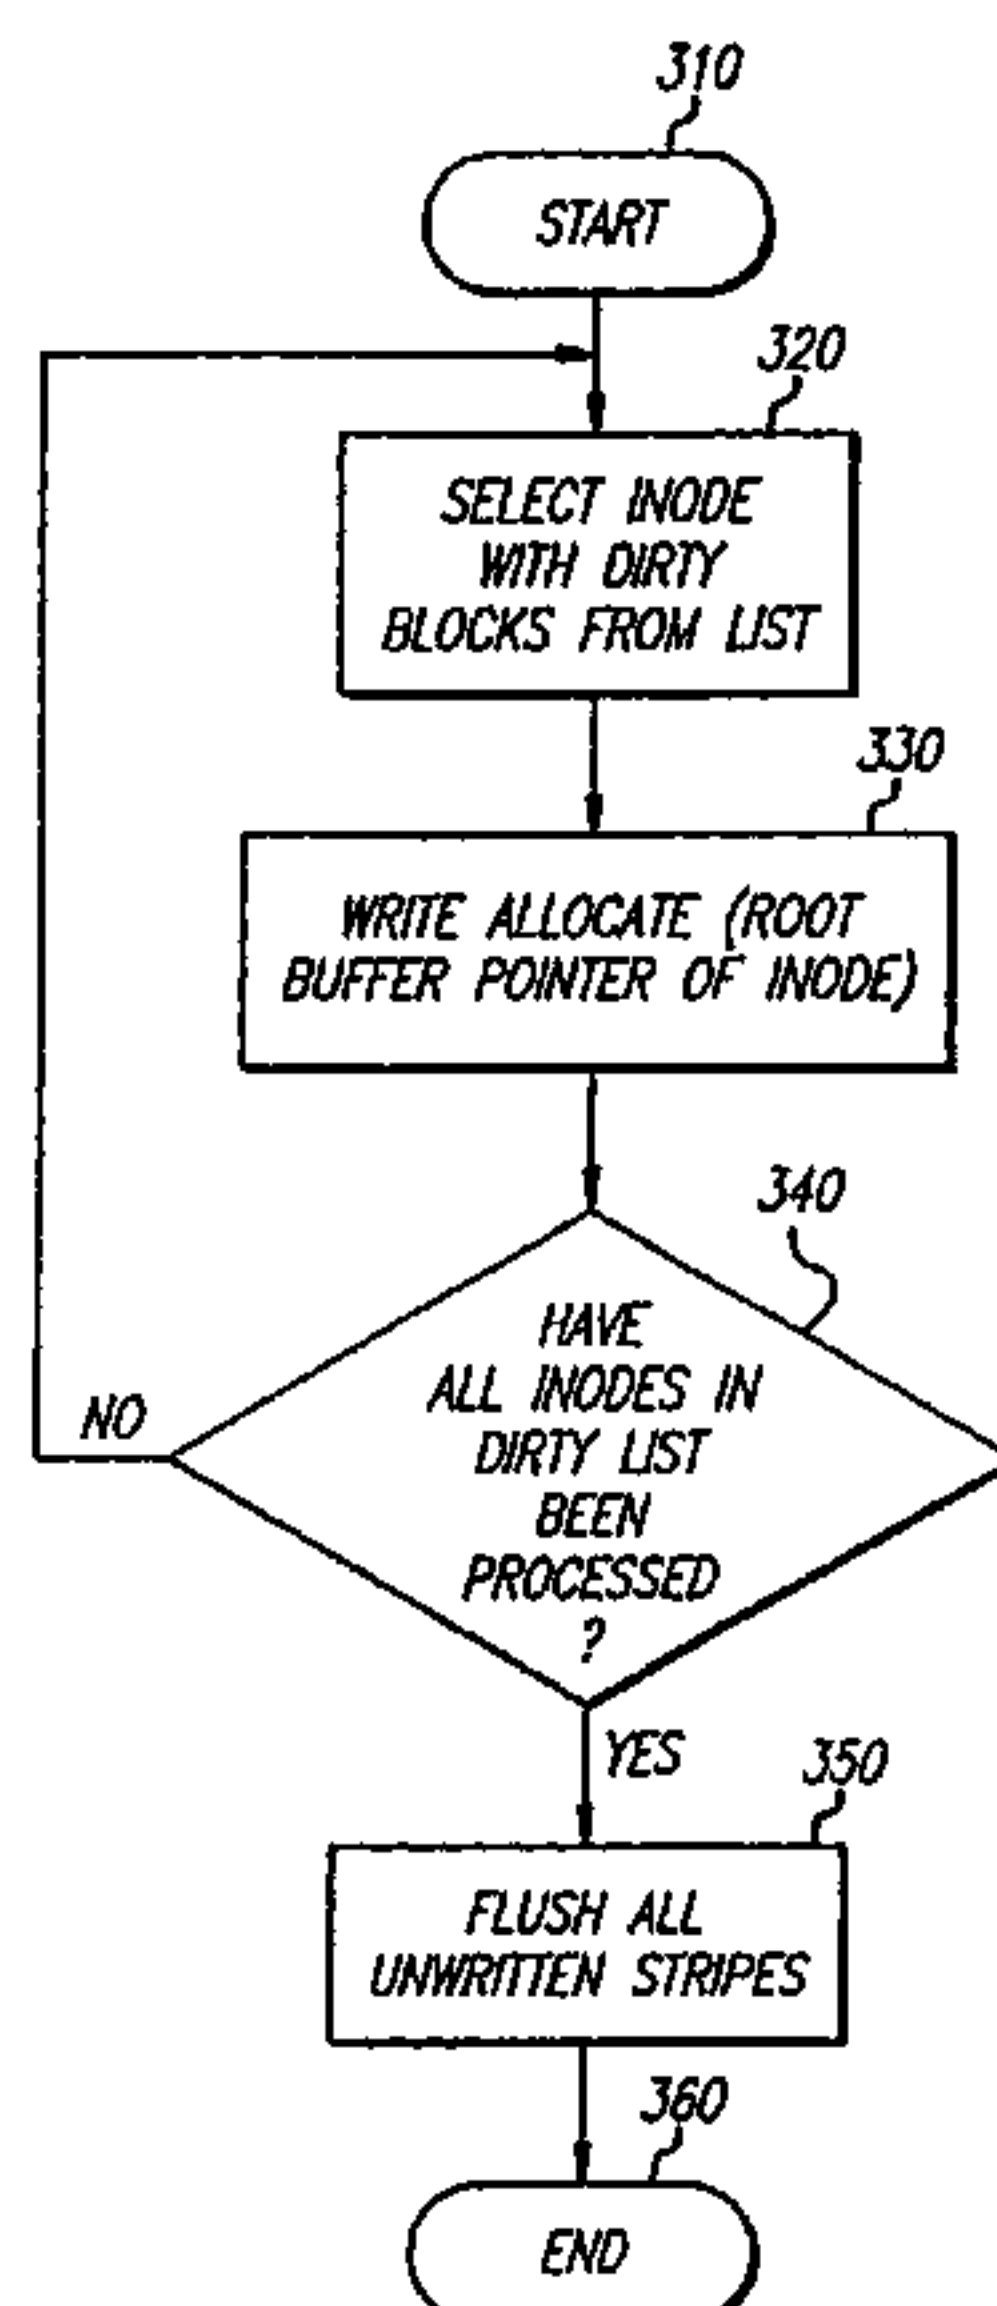 310
START
320
SELECT INODE
WITH DIRTY
BLOCKS FROM LIST
330
WRITE ALLOCATE (ROOT
BUFFER POINTER OF INODE)
340
HAVE
ALL INODES IN
DIRTY LIST
BEEN
PROCESSED
?
NO
YES
350
FLUSH ALL
UNWRITTEN STRIPES
360
END